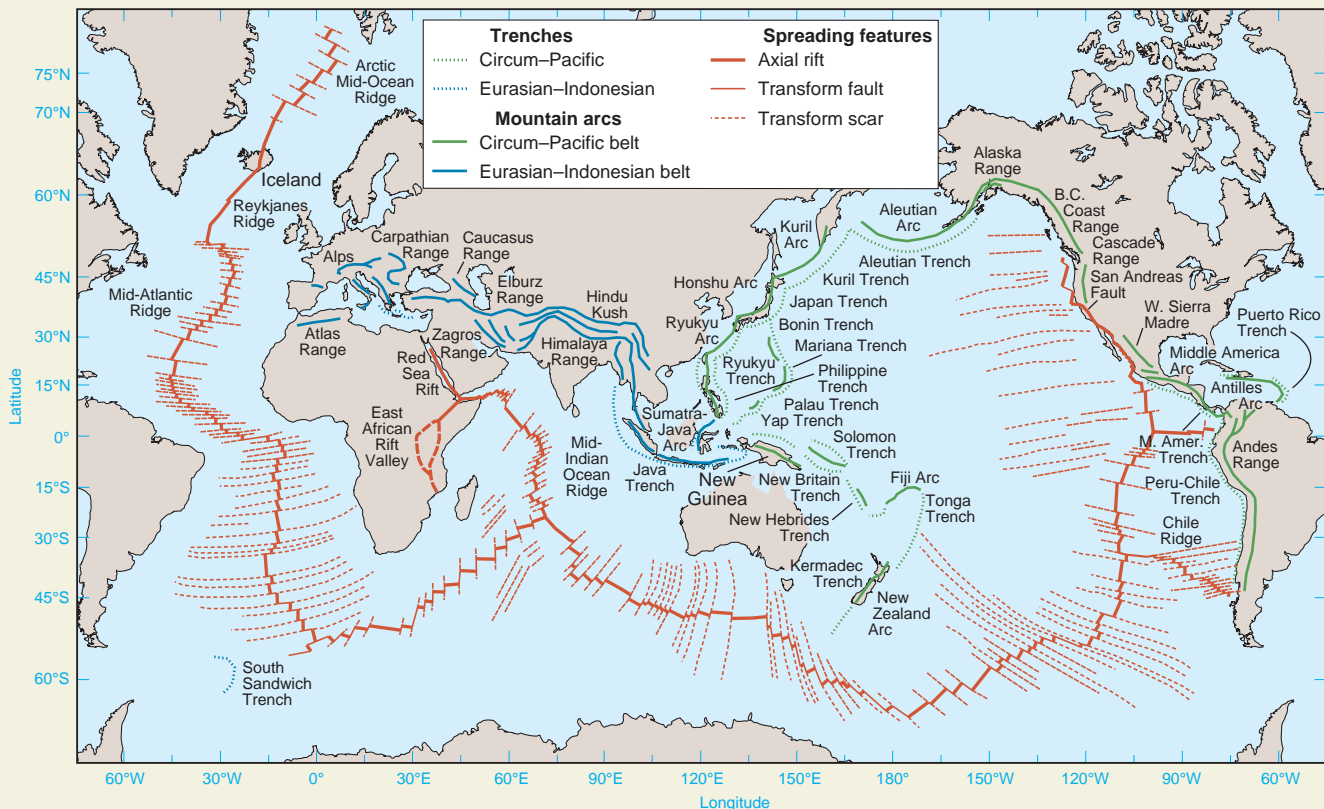 Trenches
Circum–Pacific
Eurasian–Indonesian
Mountain arcs
Circum–Pacific belt
Eurasian–Indonesian belt
Spreading features
Axial rift
Transform fault
Transform scar
75°N
70°N
60°N
45°N
30°N
15°N
0°
15°S
30°S
45°S
60°S
Latitude
Arctic
Mid-Ocean
Ridge
Iceland
Reykjanes
Ridge
Mid-Atlantic
Ridge
Alps
Carpathian
Range
Caucasus
Range
Elburz
Range
Hindu
Kush
Atlas
Range
Zagros
Range
Red
Sea
Rift
Himalaya
Range
East
African
Rift
Valley
Mid-
Indian
Ocean
Ridge
Java
Trench
Sumatra-
Java
Arc
South
Sandwich
Trench
Kuril
Arc
Aleutian
Arc
Alaska
Range
B.C.
Coast
Range
Cascade
Range
San Andreas
Fault
W. Sierra
Madre
Puerto Rico
Trench
Middle America
Arc
Antilles
Arc
Aleutian Trench
Kuril Trench
Honshu Arc
Japan Trench
Bonin Trench
Ryukyu
Arc
Mariana Trench
Ryukyu
Trench
Philippine
Trench
Palau Trench
Yap Trench
Solomon
Trench
New
Guinea
New Britain
Trench
Fiji Arc
Tonga
Trench
New Hebrides
Trench
Kermadec
Trench
New
Zealand
Arc
M. Amer.
Trench
Andes
Range
Peru-Chile
Trench
Chile
Ridge
60°W
30°W
0°
30°E
60°E
90°E
120°E
150°E
180°
150°W
120°W
90°W
60°W
Longitude